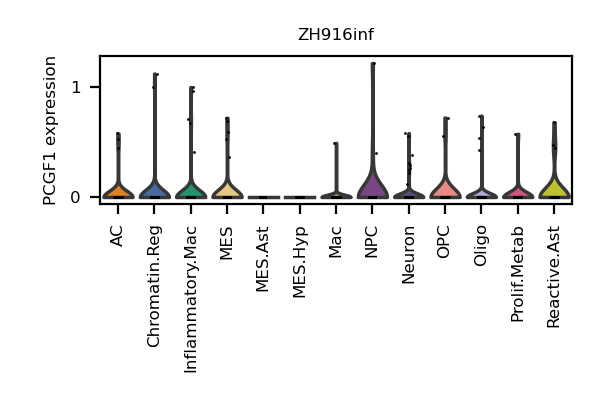 ZH916inf
PCGF1 expression
1
0
AC
Chromatin.Reg
Inflammatory.Mac
MES
MES.Ast
MES.Hyp
Mac
NPC
Neuron
OPC
Oligo
Prolif.Metab
Reactive.Ast